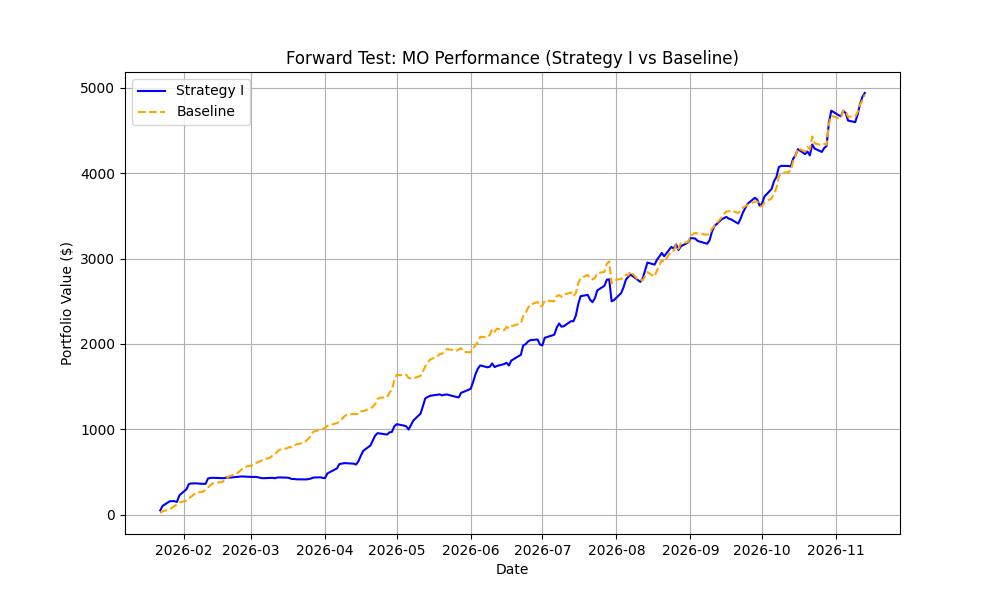 Forward Test: MO Performance (Strategy I vs Baseline)
Strategy I
Baseline
Portfolio Value ($)
5000
4000
3000
2000
1000
0
2026-02 2026-03 2026-04 2026-05 2026-06 2026-07 2026-08 2026-09 2026-10 2026-11
Date